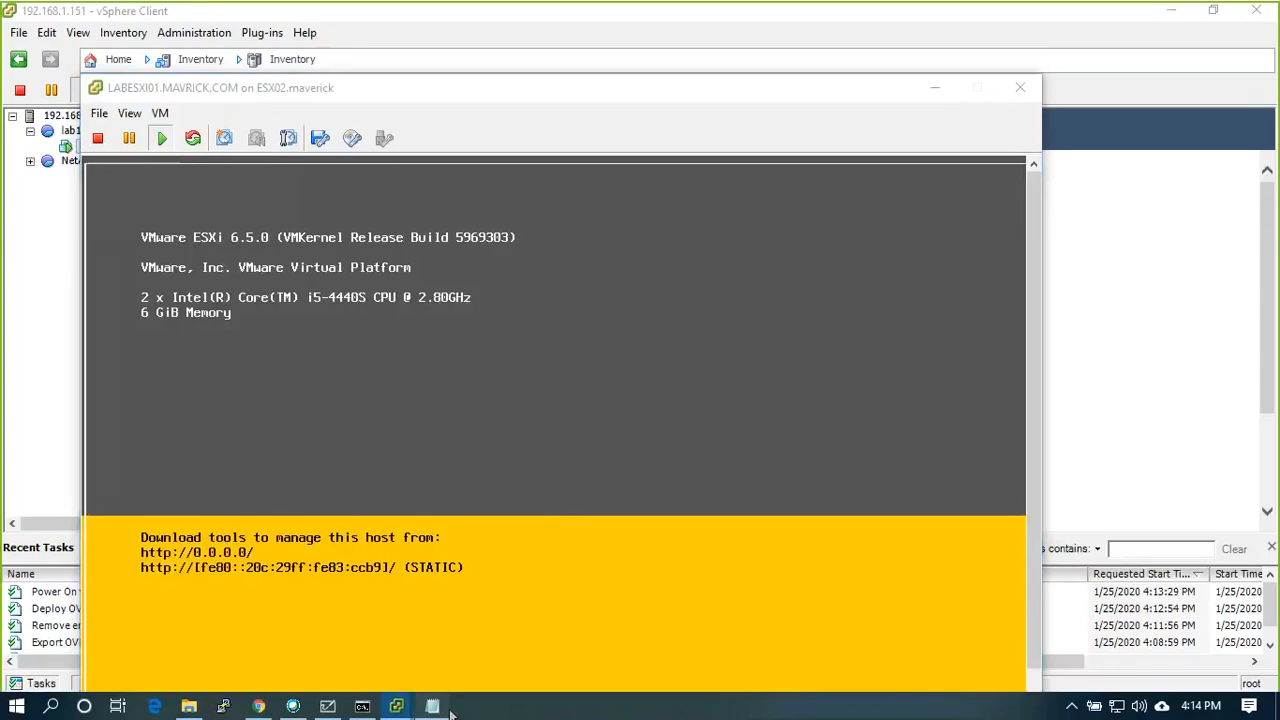 192.168.1.151 - vSphere Client
File Edit View Inventory Administration Plug-ins Help
Home Inventory Inventory
LABESXI01.MAVRICK.COM on ESX02.maverick
File View VM
192.168
lab1
Net
VMware ESXi 6.5.0 (VMKernel Release Build 5969303)
VMware, Inc. VMware Virtual Platform
2 x Intel(R) Core(TM) i5-4440S CPU @ 2.80GHz
6 GiB Memory
Download tools to manage this host from:
http://0.0.0.0/
http://[fe80::20c:29ff:fe83:ccb9]/ (STATIC)
Recent Tasks
s contains: Clear
Name Requested Start Ti... Start Time
Power On 1/25/2020 4:13:29 PM 1/25/2020
Deploy OV 1/25/2020 4:12:54 PM 1/25/2020
Remove e 1/25/2020 4:11:56 PM 1/25/2020
Export OV 1/25/2020 4:08:59 PM 1/25/2020
Tasks root
4:14 PM